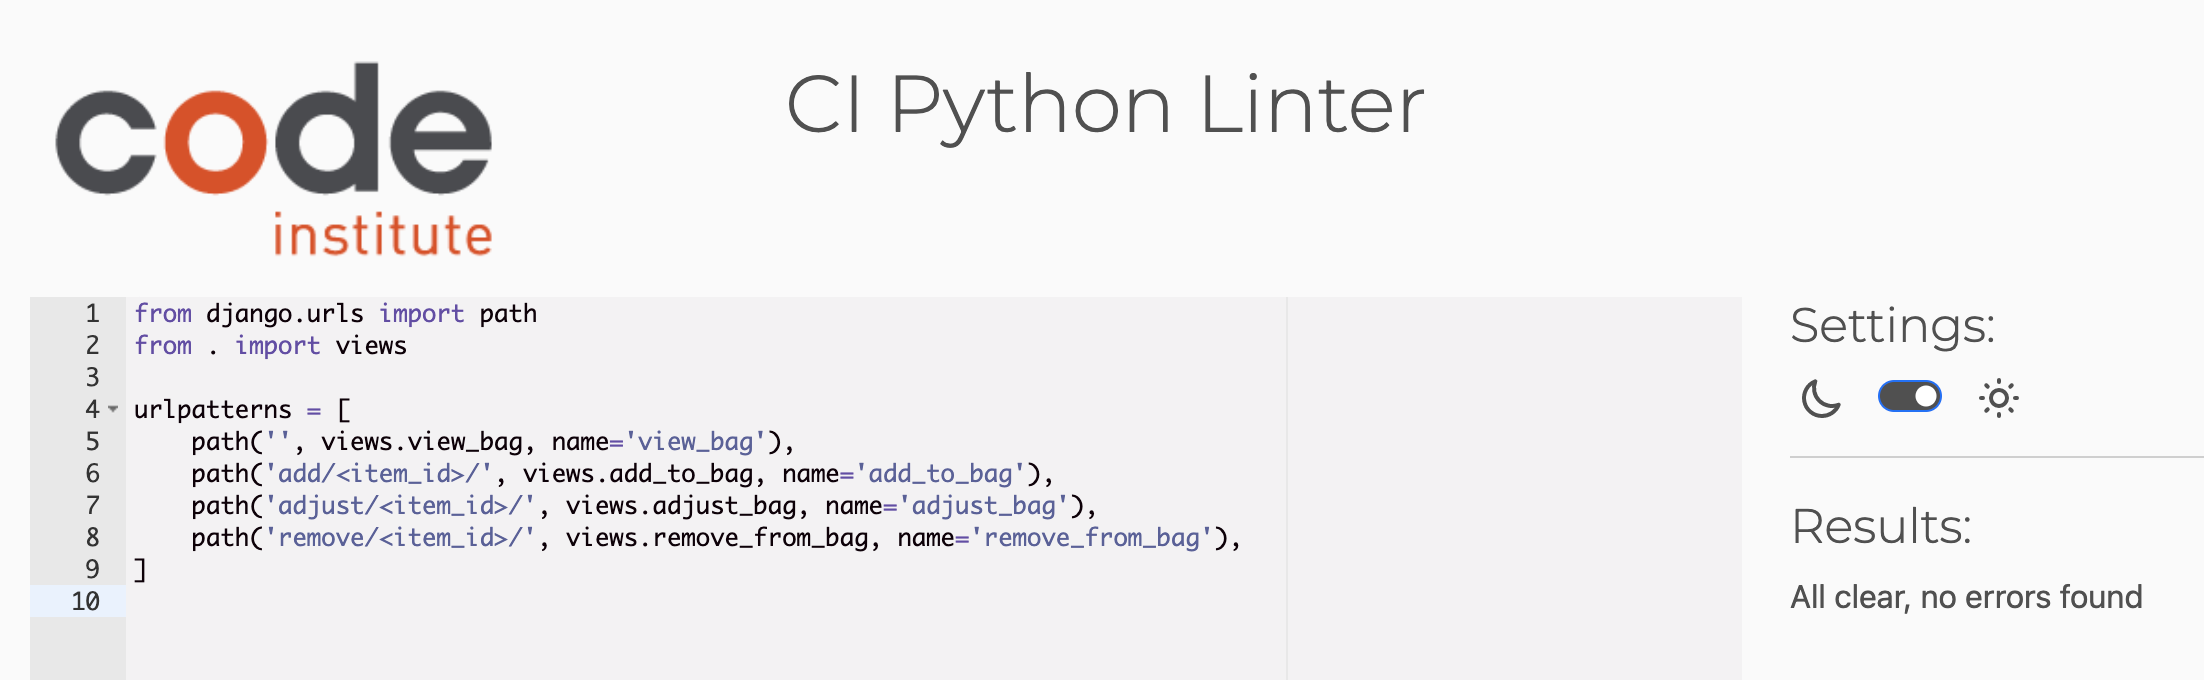 code
institute
CI Python Linter
1 from django.urls import path
2 from . import views
3
4 urlpatterns = [
5     path('', views.view_bag, name='view_bag'),
6     path('add/<item_id>/', views.add_to_bag, name='add_to_bag'),
7     path('adjust/<item_id>/', views.adjust_bag, name='adjust_bag'),
8     path('remove/<item_id>/', views.remove_from_bag, name='remove_from_bag'),
9 ]
10
Settings:
Results:
All clear, no errors found